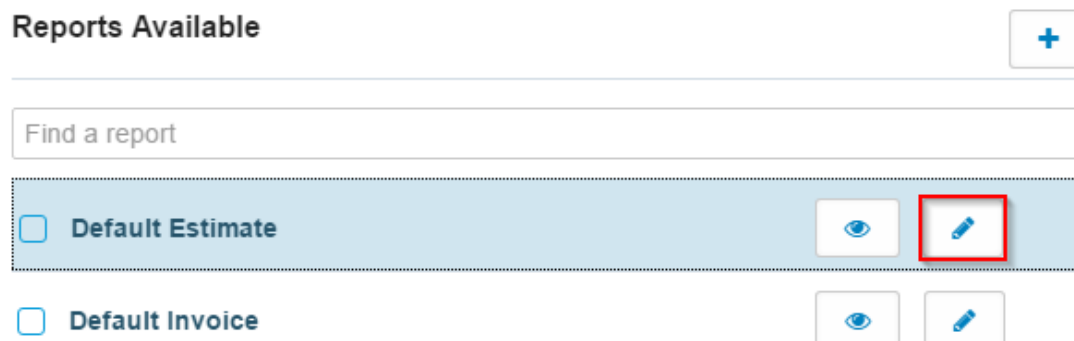 Reports Available
Find a report
Default Estimate
Default Invoice